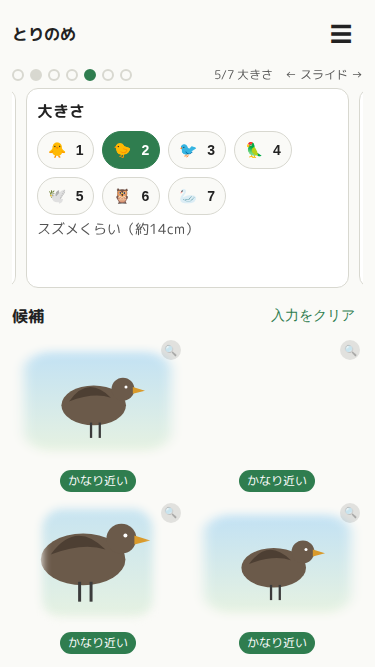 とりのめ
5/7 大きさ ← スライド →
大きさ
1 2 3 4
5 6 7
スズメくらい（約14cm）
候補 入力をクリア
かなり近い かなり近い
かなり近い かなり近い